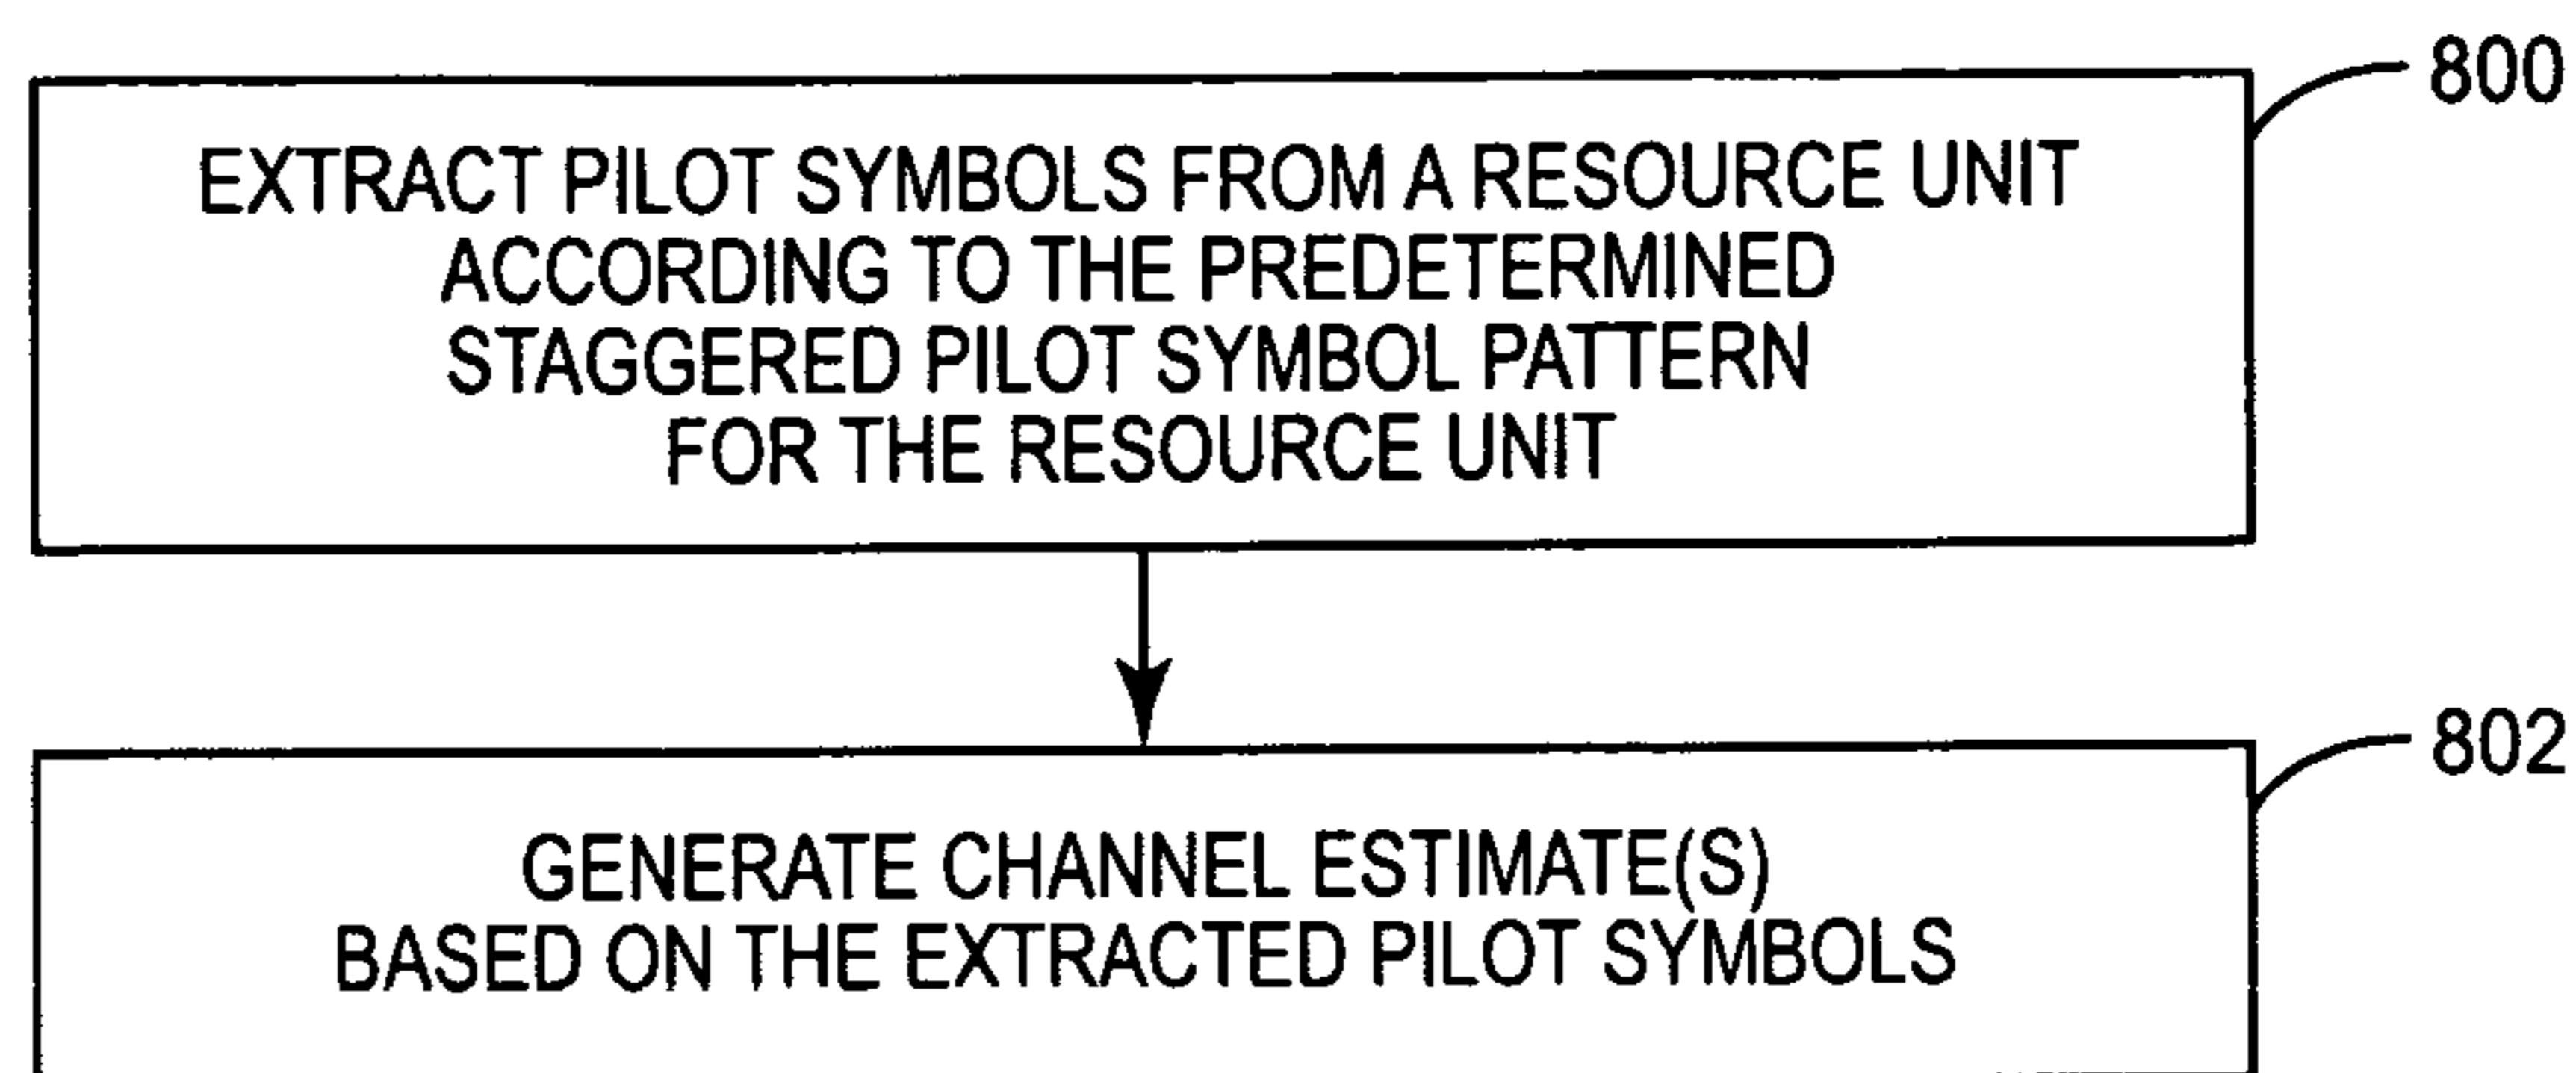 800
EXTRACT PILOT SYMBOLS FROM A RESOURCE UNIT
ACCORDING TO THE PREDETERMINED
STAGGERED PILOT SYMBOL PATTERN
FOR THE RESOURCE UNIT
802
GENERATE CHANNEL ESTIMATE(S)
BASED ON THE EXTRACTED PILOT SYMBOLS